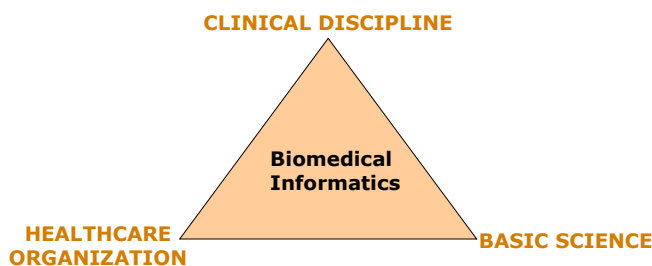 CLINICAL DISCIPLINE
Biomedical
Informatics
HEALTHCARE
ORGANIZATION
BASIC SCIENCE